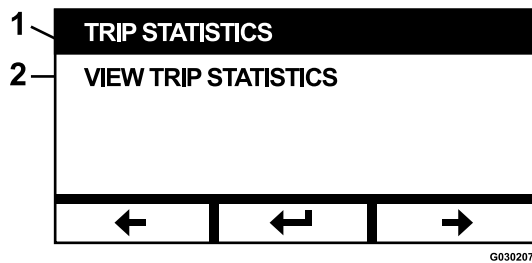 1
TRIP STATISTICS
2
VIEW TRIP STATISTICS
G030207